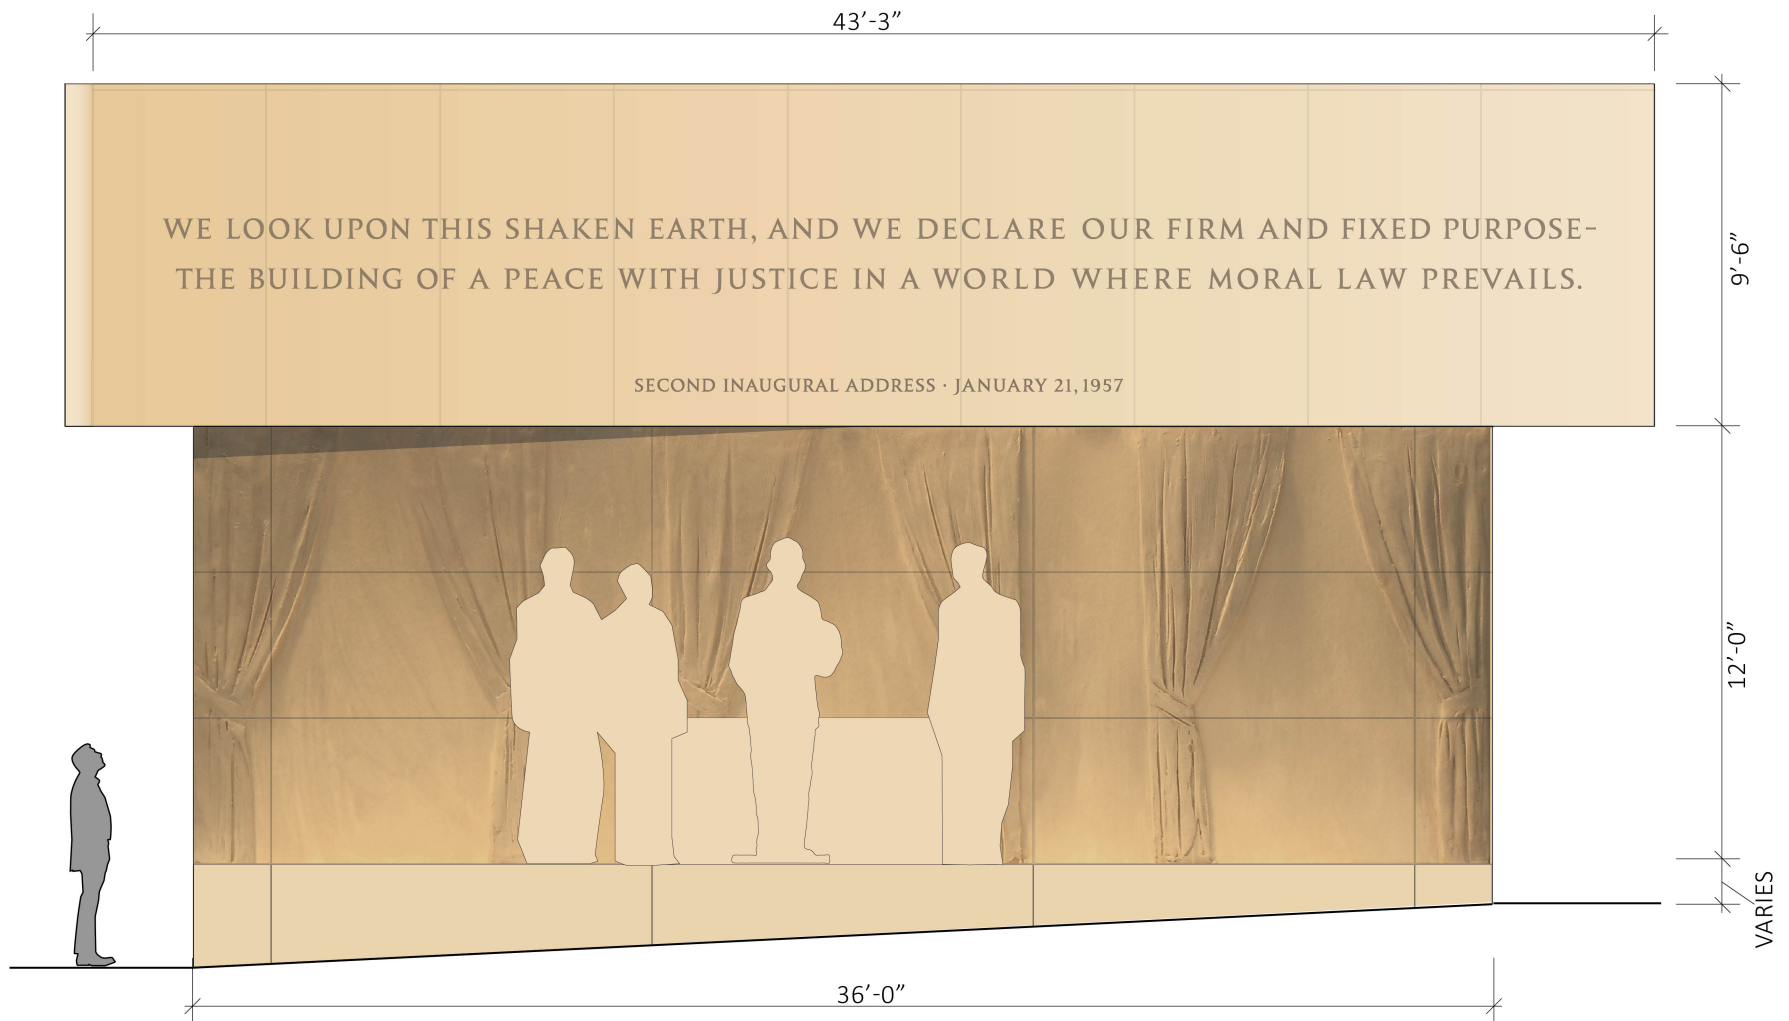 43’-3”
WE LOOK UPON THIS SHAKEN EARTH, AND WE DECLARE OUR FIRM AND FIXED PURPOSE-
THE BUILDING OF A PEACE WITH JUSTICE IN A WORLD WHERE MORAL LAW PREVAILS.
SECOND INAUGURAL ADDRESS · JANUARY 21, 1957
9’-6”
12’-0”
VARIES
36’-0”